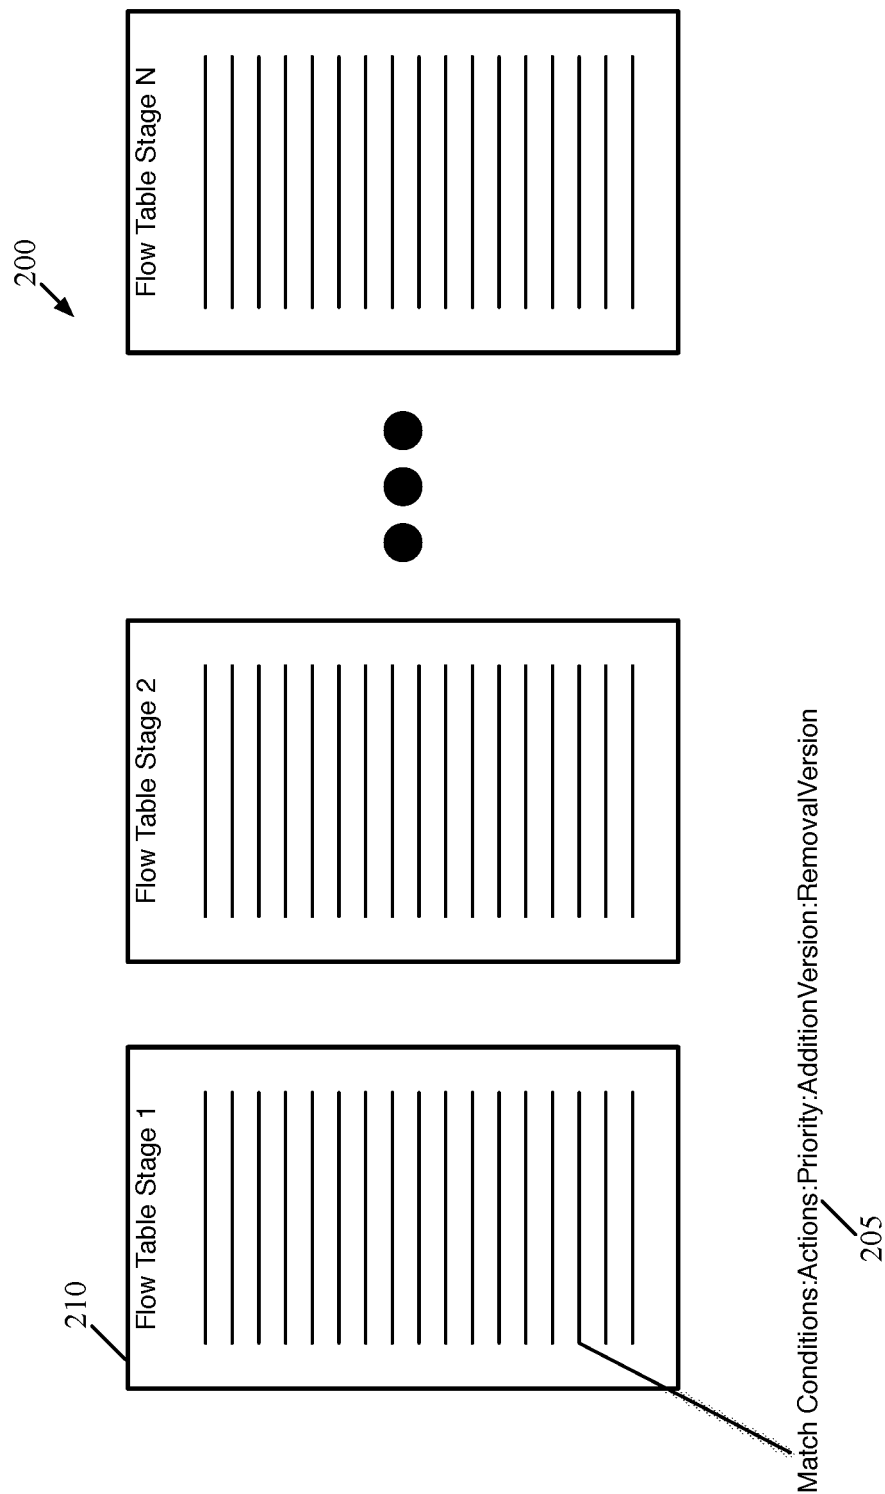 200
210
Flow Table Stage 1
Flow Table Stage 2
Flow Table Stage N
Match Conditions:Actions:Priority:AdditionVersion:RemovalVersion
205